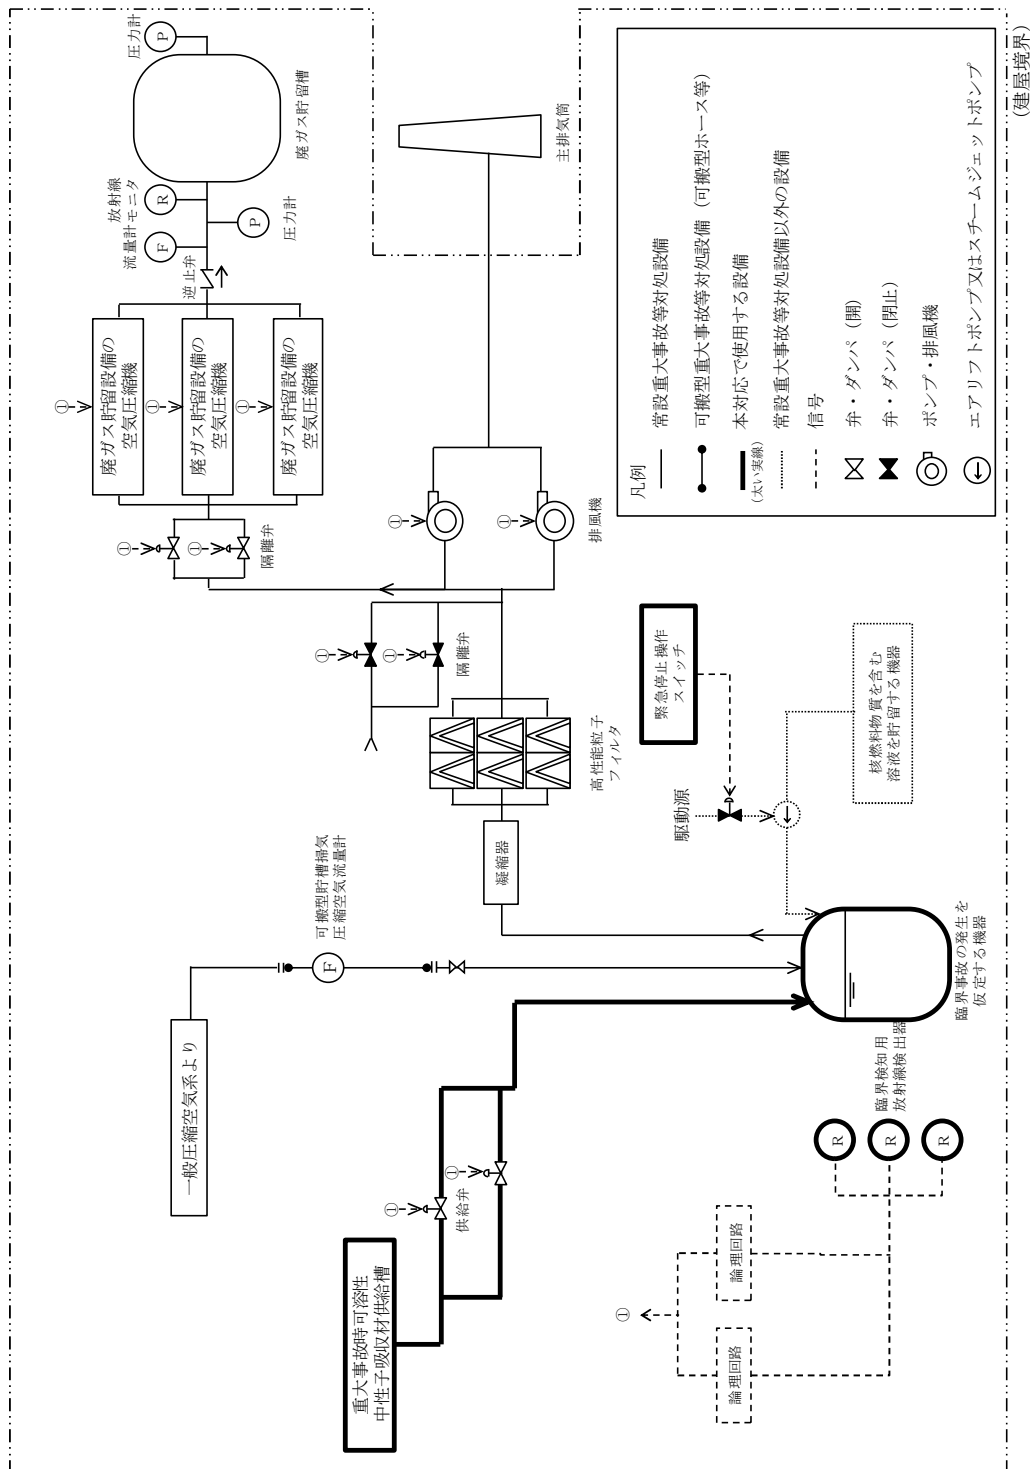 重大事故時可溶性
中性子吸収材供給槽
①
①
供給弁
一般圧縮空気系より
可搬型貯槽掃気
圧縮空気流量計
F
①
論理回路
論理回路
R
R
R
臨界検知用
放射線検出器
臨界事故の発生を
仮定する機器
凝縮器
高性能粒子
フィルタ
駆動源
緊急停止操作
スイッチ
核燃料物質を含む
溶液を貯留する機器
①
①
隔離弁
①
①
隔離弁
①
①
排風機
①
①
①
廃ガス貯留設備の
空気圧縮機
廃ガス貯留設備の
空気圧縮機
廃ガス貯留設備の
空気圧縮機
逆止弁
流量計
F
放射線
モニタ
R
P
圧力計
廃ガス貯留槽
P
圧力計
主排気筒
凡例
常設重大事故等対処設備
可搬型重大事故等対処設備（可搬型ホース等）
本対応で使用する設備
(太い実線)
常設重大事故等対処設備以外の設備
信号
弁・ダンパ（開）
弁・ダンパ（閉止）
ポンプ・排風機
エアリフトポンプ又はスチームジェットポンプ
（建屋境界）